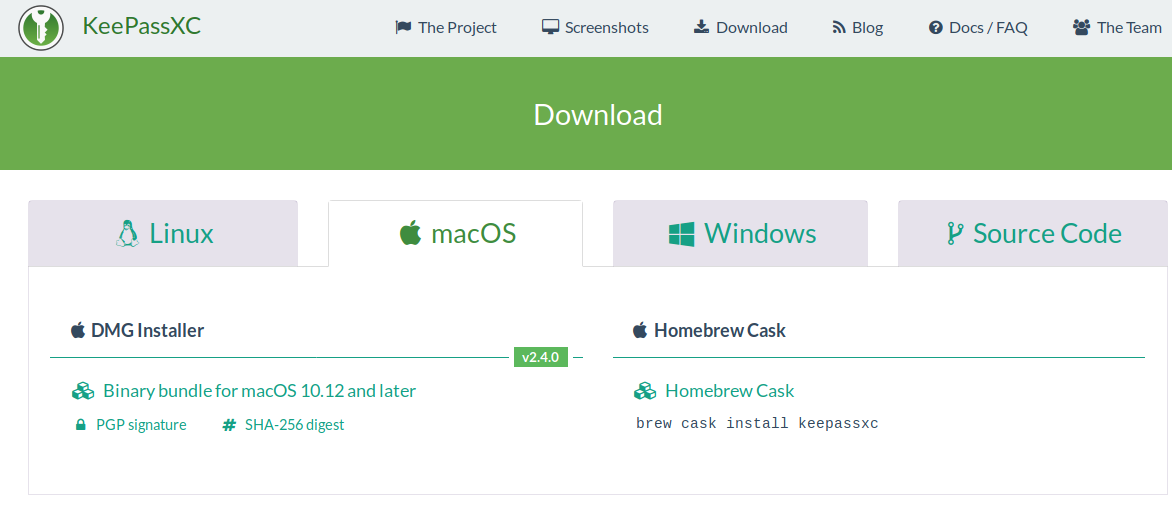 KeePassXC
The Project
Screenshots
Download
Blog
Docs / FAQ
The Team
Download
Linux
macOS
Windows
Source Code
DMG Installer
v2.4.0
Binary bundle for macOS 10.12 and later
PGP signature
SHA-256 digest
Homebrew Cask
Homebrew Cask
brew cask install keepassxc